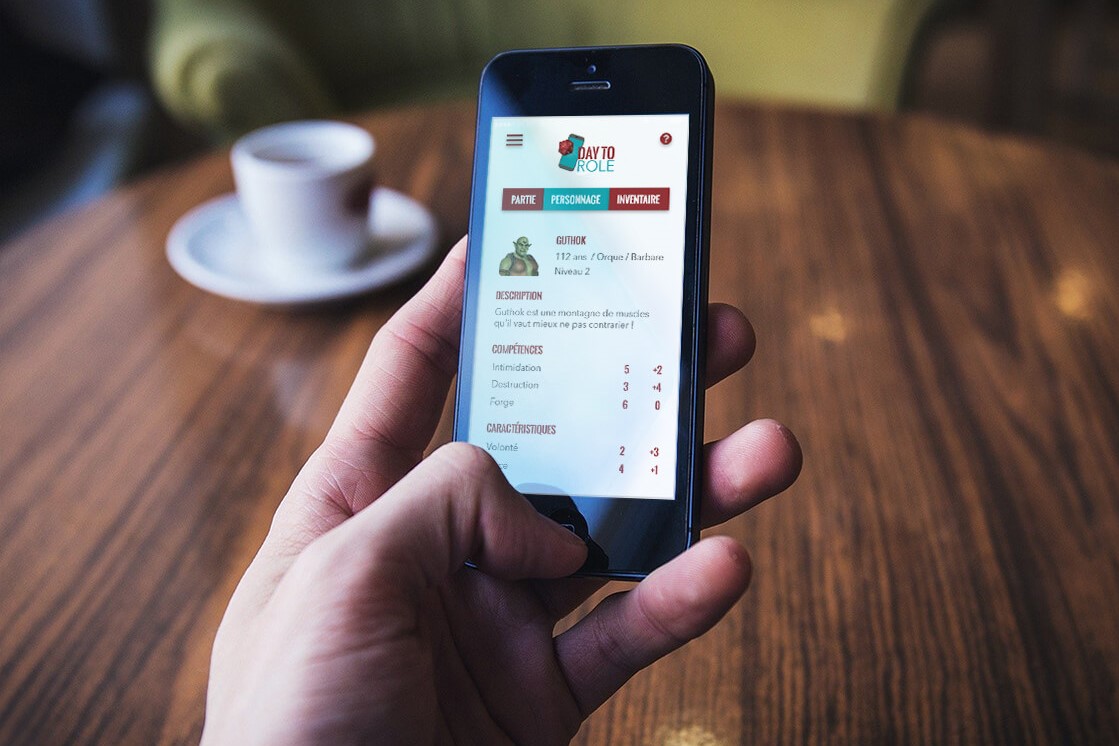 DAY TO
ROLE
?
PARTIE PERSONNAGE INVENTAIRE
GUTHOK
112 ans / Orque / Barbare
Niveau 2
DESCRIPTION
Guthok est une montagne de muscles
qu'il vaut mieux ne pas contrarier !
COMPÉTENCES
Intimidation 5 +2
Destruction 3 +4
Forge 6 0
CARACTÉRISTIQUES
Volonté 2 +3
4 +1